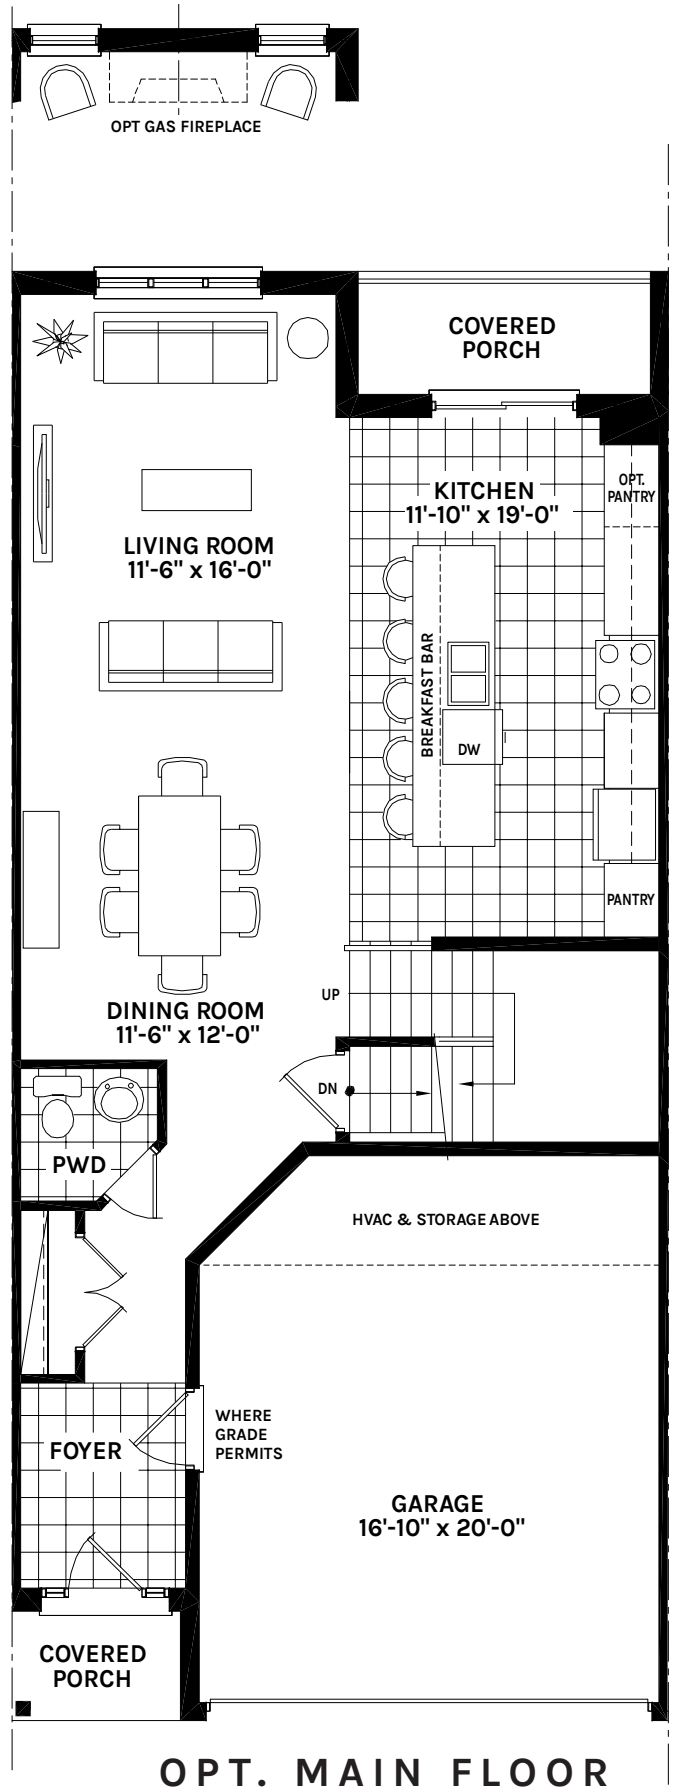 OPT GAS FIREPLACE
COVERED
PORCH
OPT.
PANTRY
KITCHEN
11'-10" x 19'-0"
LIVING ROOM
11'-6" x 16'-0"
BREAKFAST BAR
DW
PANTRY
UP
DINING ROOM
11'-6" x 12'-0"
DN
PWD
HVAC & STORAGE ABOVE
WHERE
GRADE
PERMITS
FOYER
GARAGE
16'-10" x 20'-0"
COVERED
PORCH
OPT. MAIN FLOOR